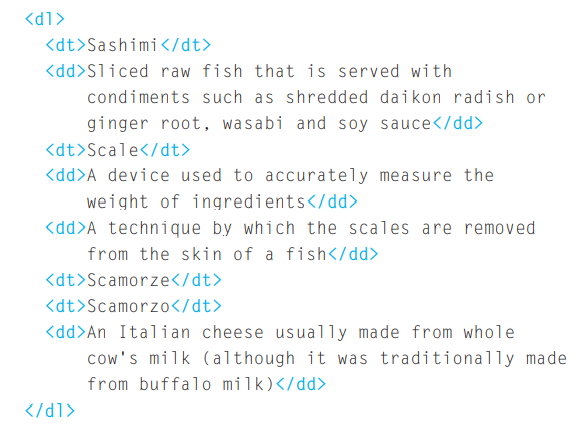 <dl>
<dt>Sashimi</dt>
<dd>Sliced raw fish that is served with
condiments such as shredded daikon radish or
ginger root, wasabi and soy sauce</dd>
<dt>Scale</dt>
<dd>A device used to accurately measure the
weight of ingredients</dd>
<dd>A technique by which the scales are removed
from the skin of a fish</dd>
<dt>Scamorze</dt>
<dt>Scamorzo</dt>
<dd>An Italian cheese usually made from whole
cow's milk (although it was traditionally made
from buffalo milk)</dd>
</dl>